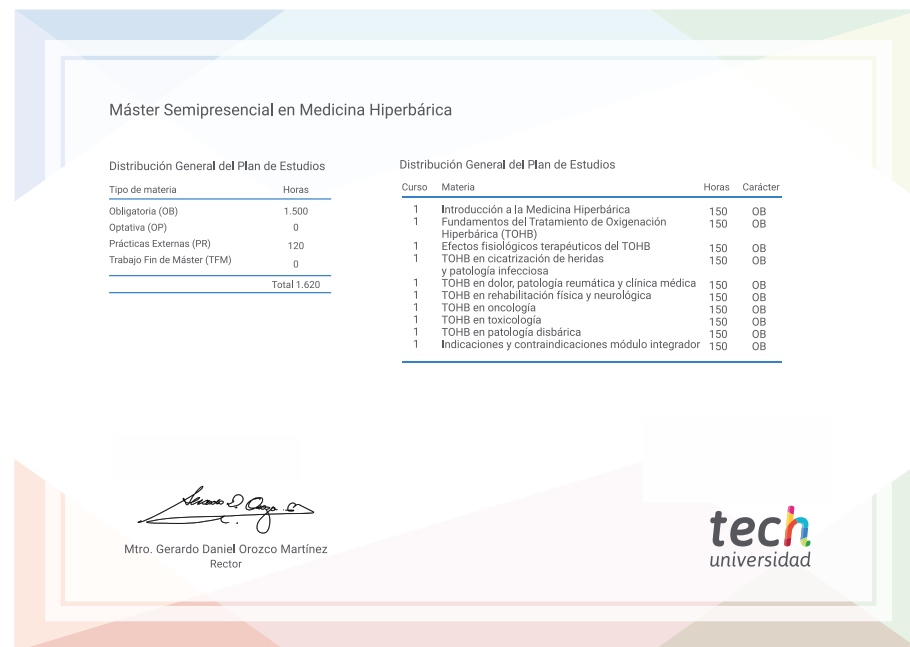 Máster Semipresencial en Medicina Hiperbárica
Distribución General del Plan de Estudios
Tipo de materia Horas
Obligatoria (OB) 1.500
Optativa (OP) 0
Prácticas Externas (PR) 120
Trabajo Fin de Máster (TFM) 0
Total 1.620
Distribución General del Plan de Estudios
Curso Materia Horas Carácter
1 Introducción a la Medicina Hiperbárica 150 OB
1 Fundamentos del Tratamiento de Oxigenación 150 OB
Hiperbárica (TOHB)
1 Efectos fisiológicos terapéuticos del TOHB 150 OB
1 TOHB en cicatrización de heridas 150 OB
y patología infecciosa
1 TOHB en dolor, patología reumática y clínica médica 150 OB
1 TOHB en rehabilitación física y neurológica 150 OB
1 TOHB en oncología 150 OB
1 TOHB en toxicología 150 OB
1 TOHB en patología disbárica 150 OB
1 Indicaciones y contraindicaciones módulo integrador 150 OB
Mtro. Gerardo Daniel Orozco Martínez
Rector
tech
universidad